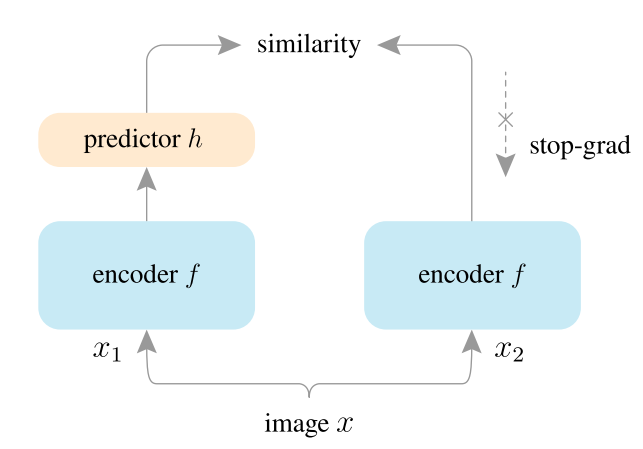 similarity
predictor h
stop-grad
encoder f
encoder f
x₁
x₂
image x